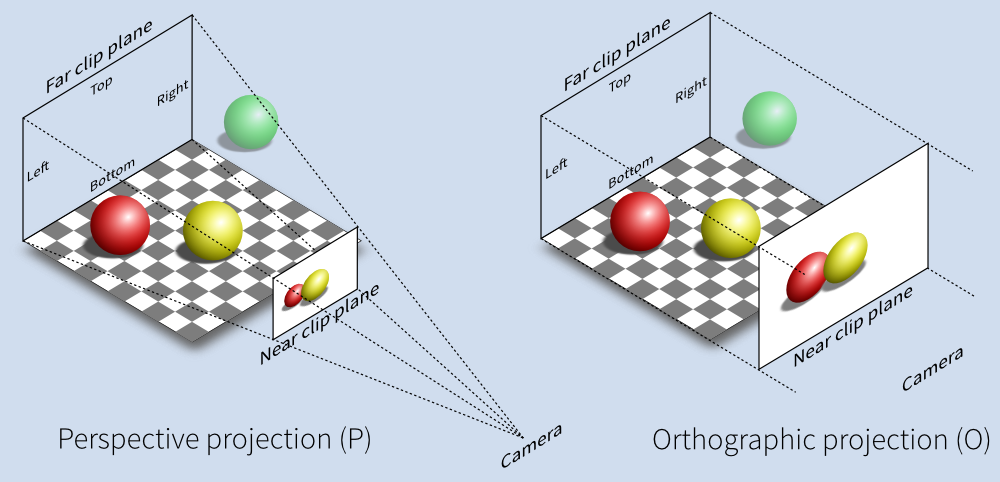 Far clip plane
Top
Right
Left
Bottom
Near clip plane
Camera
Perspective projection (P)
Far clip plane
Top
Right
Left
Bottom
Near clip plane
Camera
Orthographic projection (O)